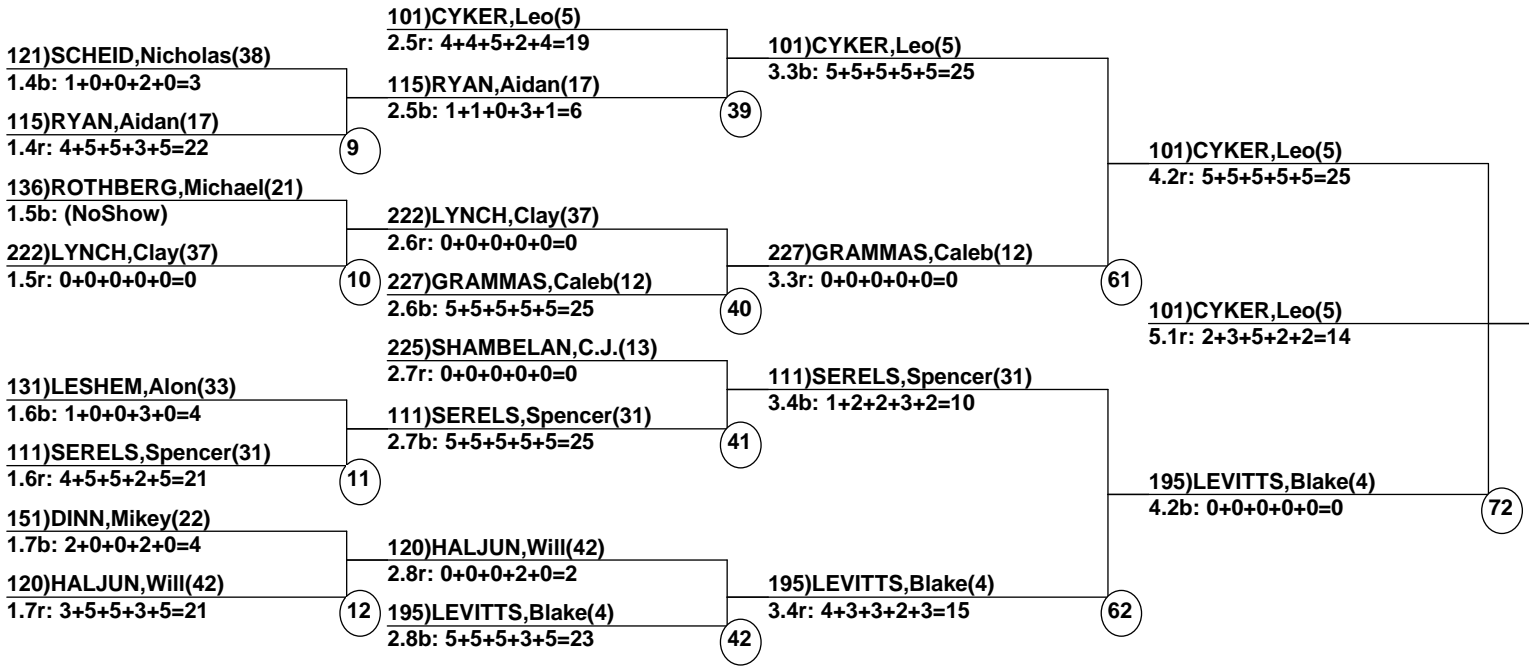 121)SCHEID,Nicholas(38)
1.4b: 1+0+0+2+0=3
115)RYAN,Aidan(17)
1.4r: 4+5+5+3+5=22
9
136)ROTHBERG,Michael(21)
1.5b: (NoShow)
222)LYNCH,Clay(37)
1.5r: 0+0+0+0+0=0
10
131)LESHEM,Alon(33)
1.6b: 1+0+0+3+0=4
111)SERELS,Spencer(31)
1.6r: 4+5+5+2+5=21
11
151)DINN,Mikey(22)
1.7b: 2+0+0+2+0=4
120)HALJUN,Will(42)
1.7r: 3+5+5+3+5=21
12
101)CYKER,Leo(5)
2.5r: 4+4+5+2+4=19
115)RYAN,Aidan(17)
2.5b: 1+1+0+3+1=6
39
222)LYNCH,Clay(37)
2.6r: 0+0+0+0+0=0
227)GRAMMAS,Caleb(12)
2.6b: 5+5+5+5+5=25
40
225)SHAMBELAN,C.J.(13)
2.7r: 0+0+0+0+0=0
111)SERELS,Spencer(31)
2.7b: 5+5+5+5+5=25
41
120)HALJUN,Will(42)
2.8r: 0+0+0+2+0=2
195)LEVITTS,Blake(4)
2.8b: 5+5+5+3+5=23
42
101)CYKER,Leo(5)
3.3b: 5+5+5+5+5=25
227)GRAMMAS,Caleb(12)
3.3r: 0+0+0+0+0=0
61
111)SERELS,Spencer(31)
3.4b: 1+2+2+3+2=10
195)LEVITTS,Blake(4)
3.4r: 4+3+3+2+3=15
62
101)CYKER,Leo(5)
4.2r: 5+5+5+5+5=25
195)LEVITTS,Blake(4)
4.2b: 0+0+0+0+0=0
72
101)CYKER,Leo(5)
5.1r: 2+3+5+2+2=14